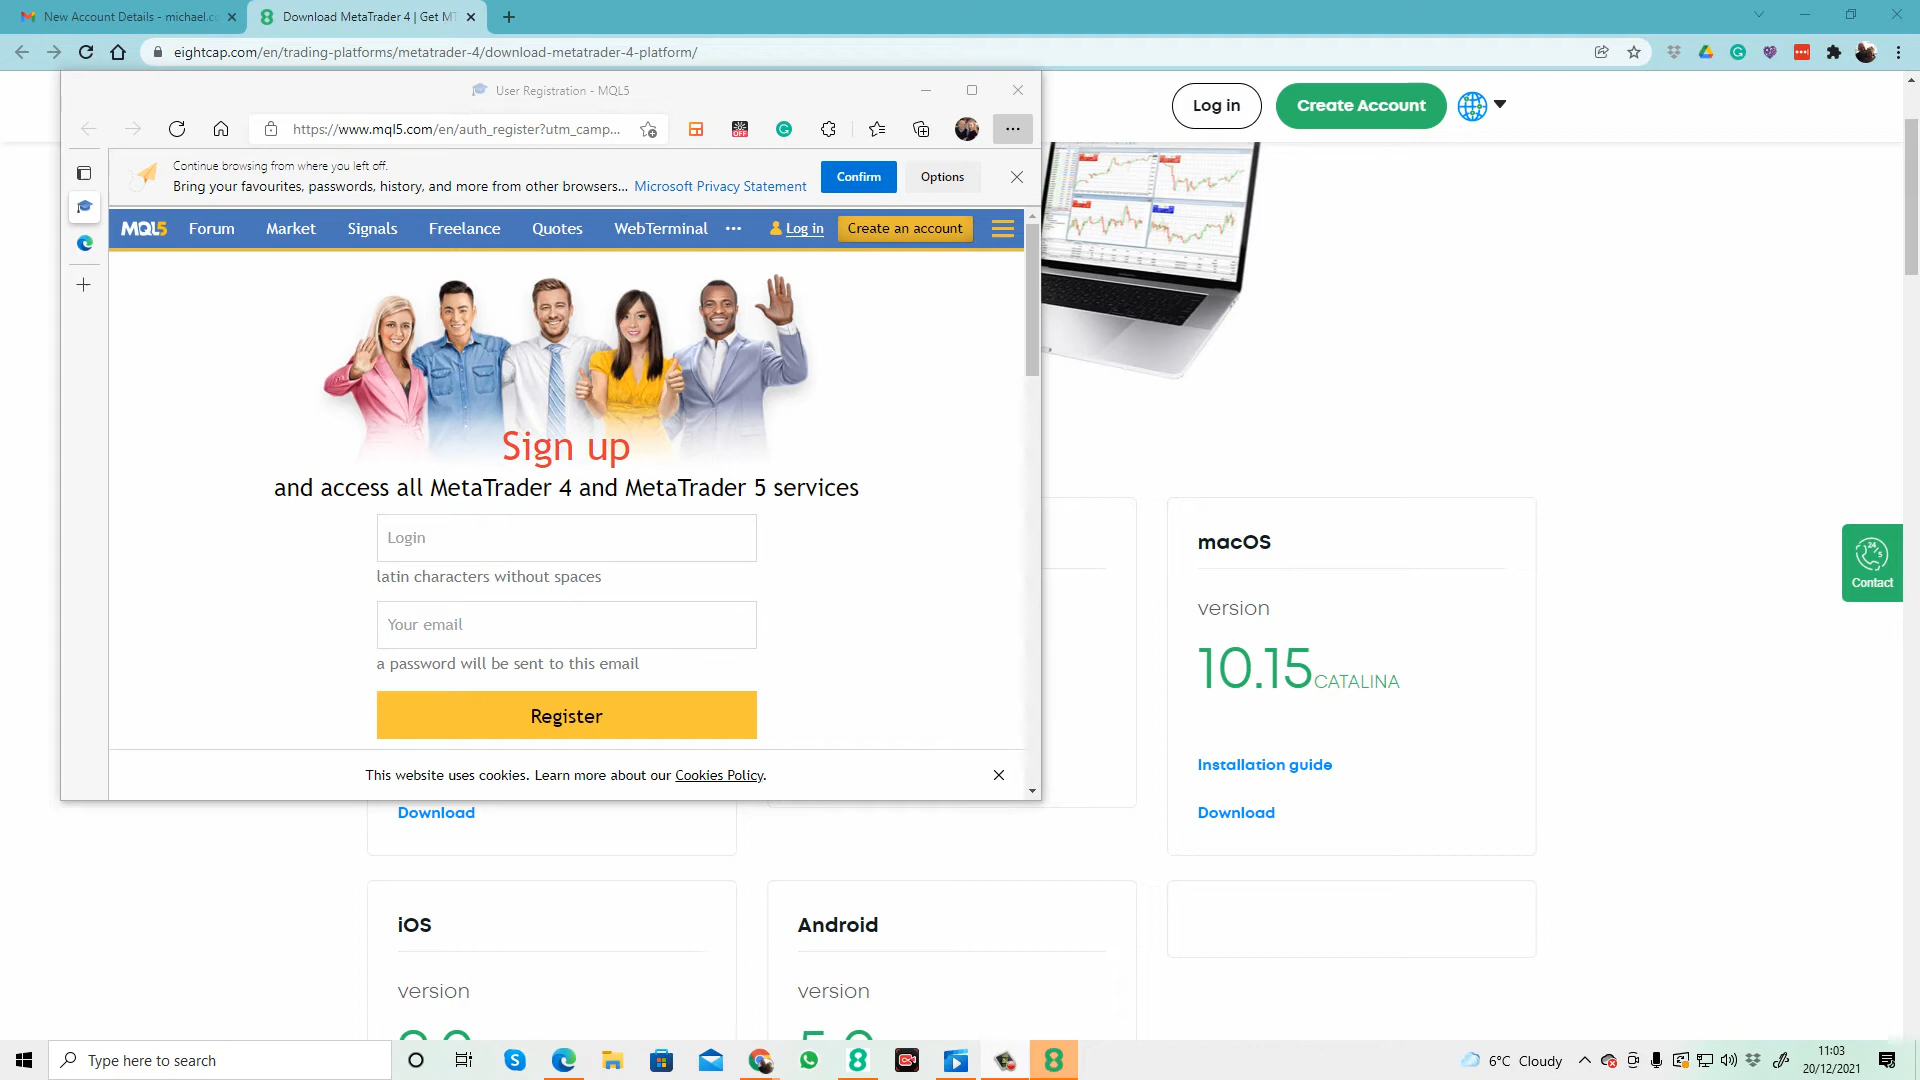 New Account Details - michael.c
Download MetaTrader 4 | Get MT
eightcap.com/en/trading-platforms/metatrader-4/download-metatrader-4-platform/
User Registration - MQL5
https://www.mql5.com/en/auth_register?utm_camp...
OFF
Continue browsing from where you left off.
Bring your favourites, passwords, history, and more from other browsers... Microsoft Privacy Statement
Confirm
Options
MQL5 Forum Market Signals Freelance Quotes WebTerminal Log in Create an account
Sign up
and access all MetaTrader 4 and MetaTrader 5 services
Login
latin characters without spaces
Your email
a password will be sent to this email
Register
This website uses cookies. Learn more about our Cookies Policy.
Log in
Create Account
24/5
Contact
macOS
version
10.15 CATALINA
Installation guide
Download
Download
iOS
version
Android
version
Type here to search
6°C Cloudy
11:03
20/12/2021